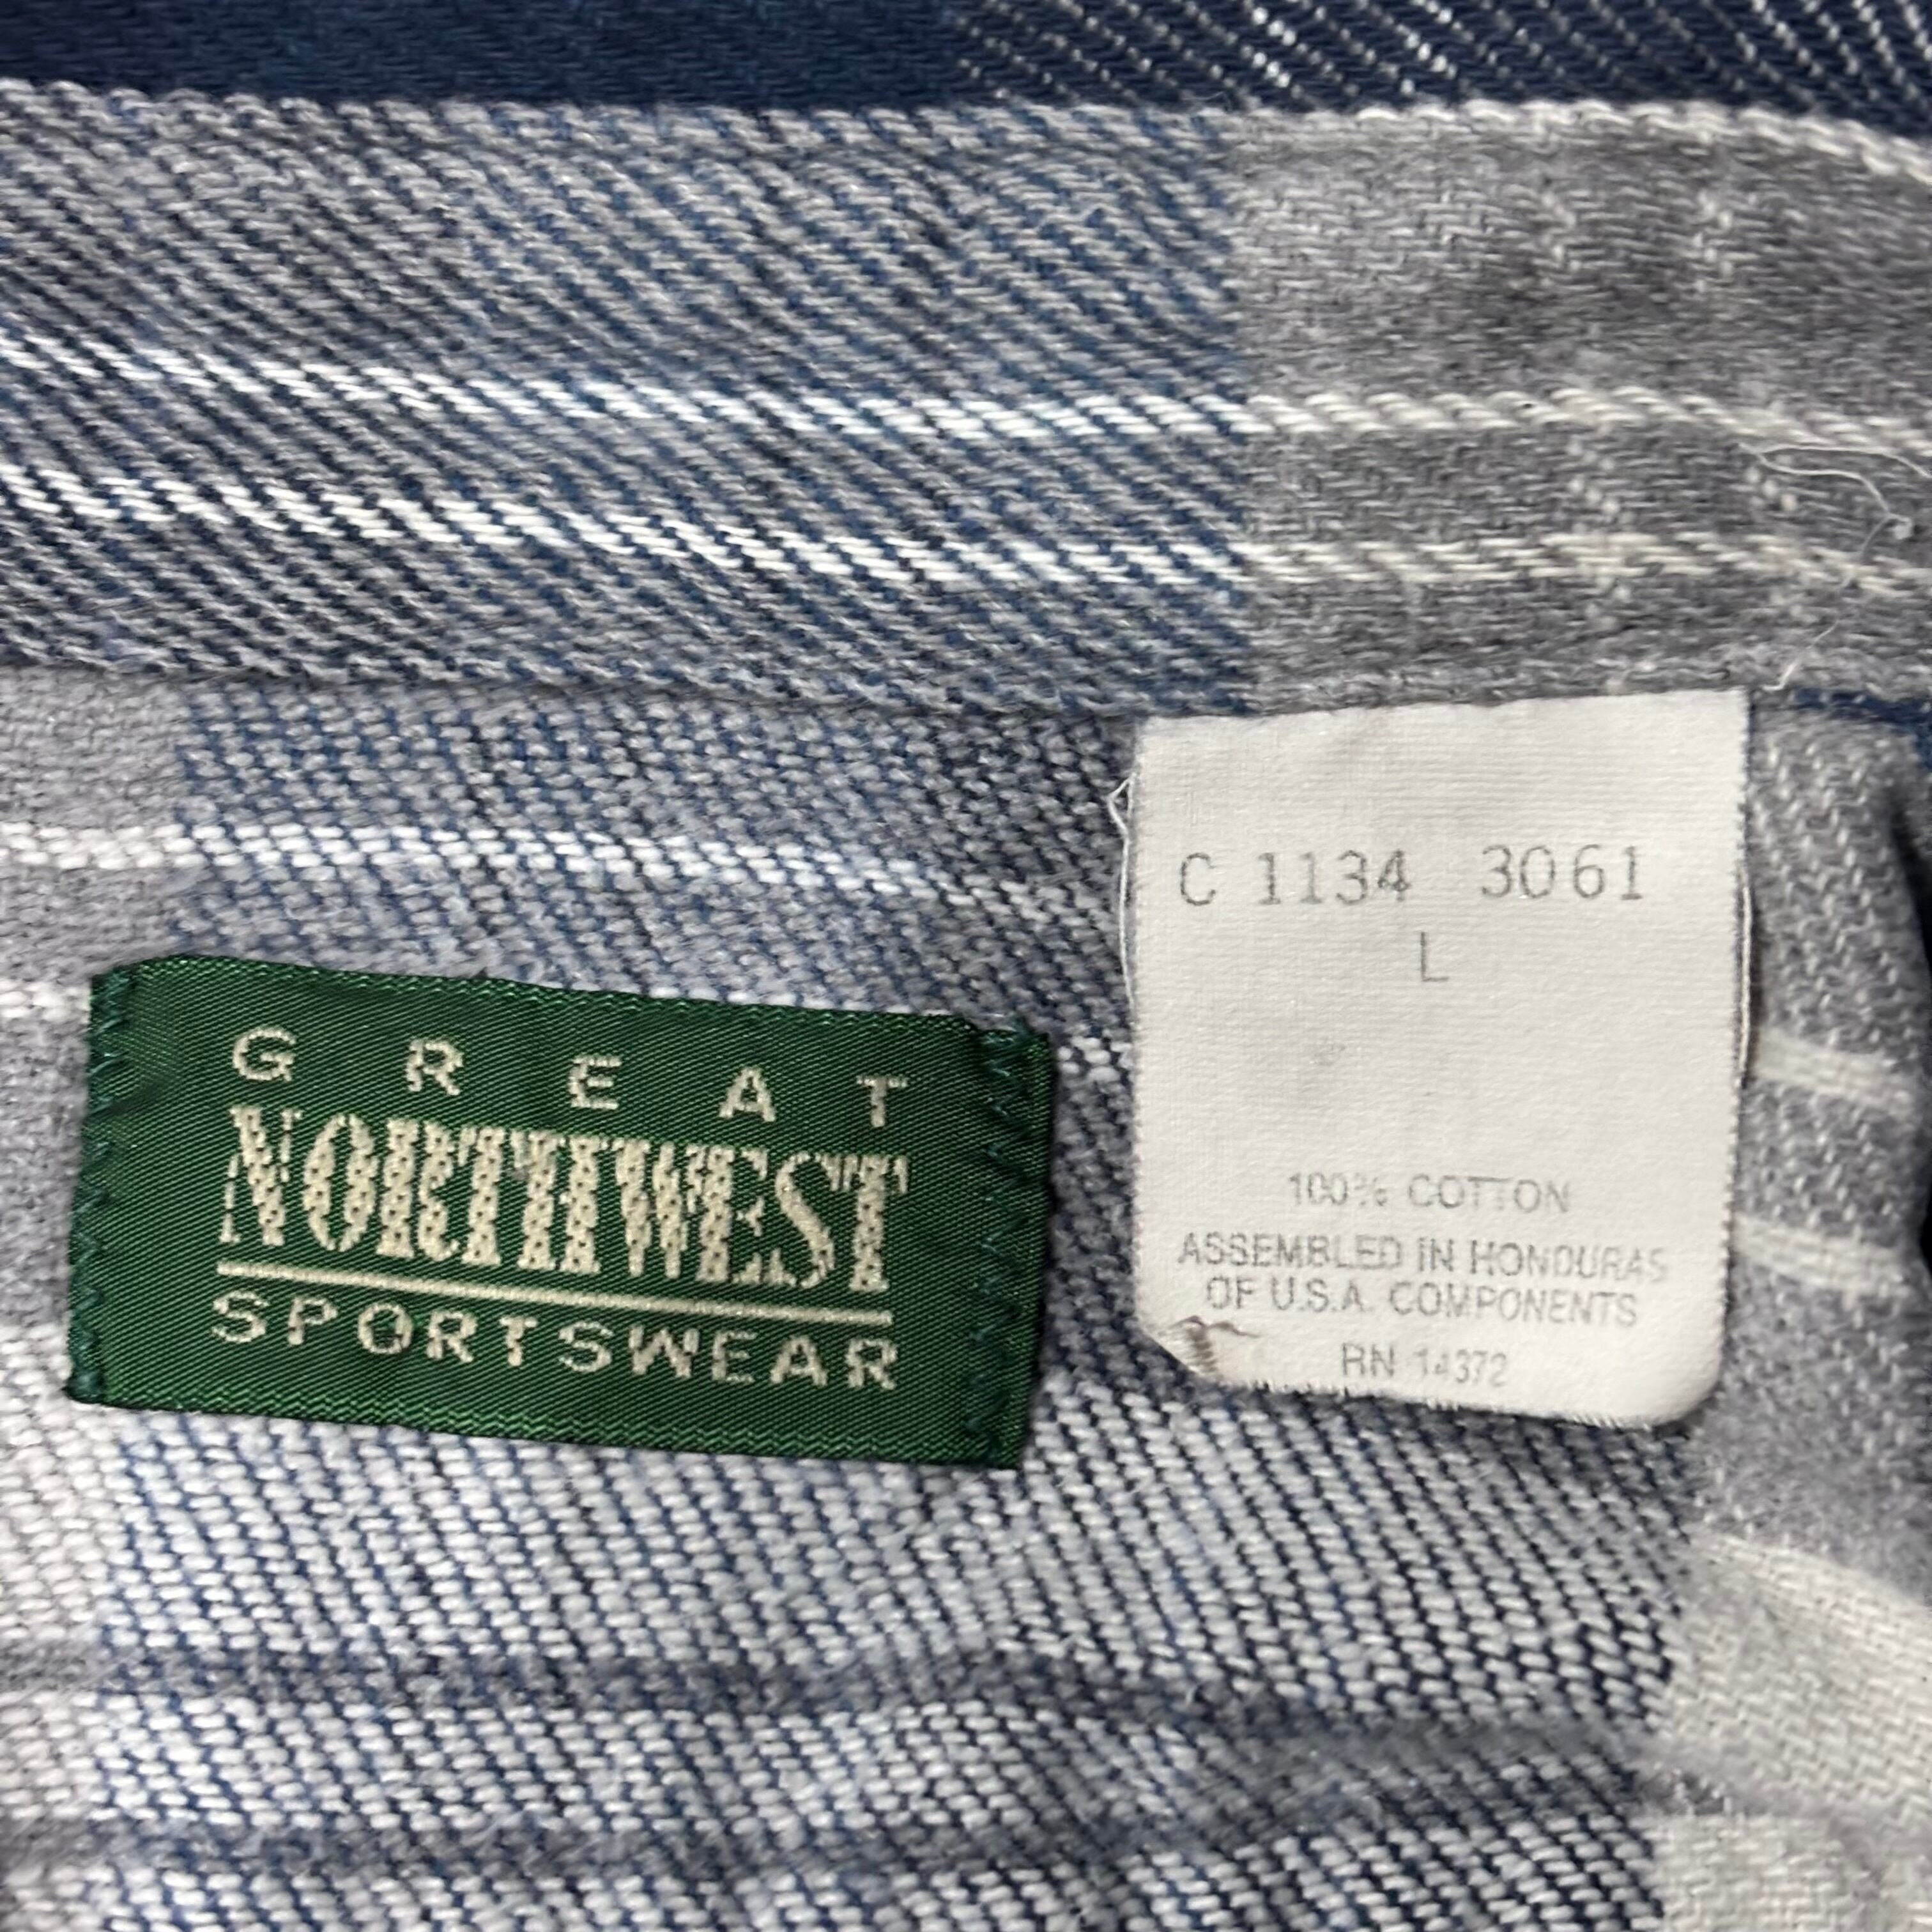 GREAT
NORTHWEST
SPORTSWEAR
C 1134 3061
L
100% COTTON
ASSEMBLED IN HONDURAS
OF U.S.A. COMPONENTS
RN 14372